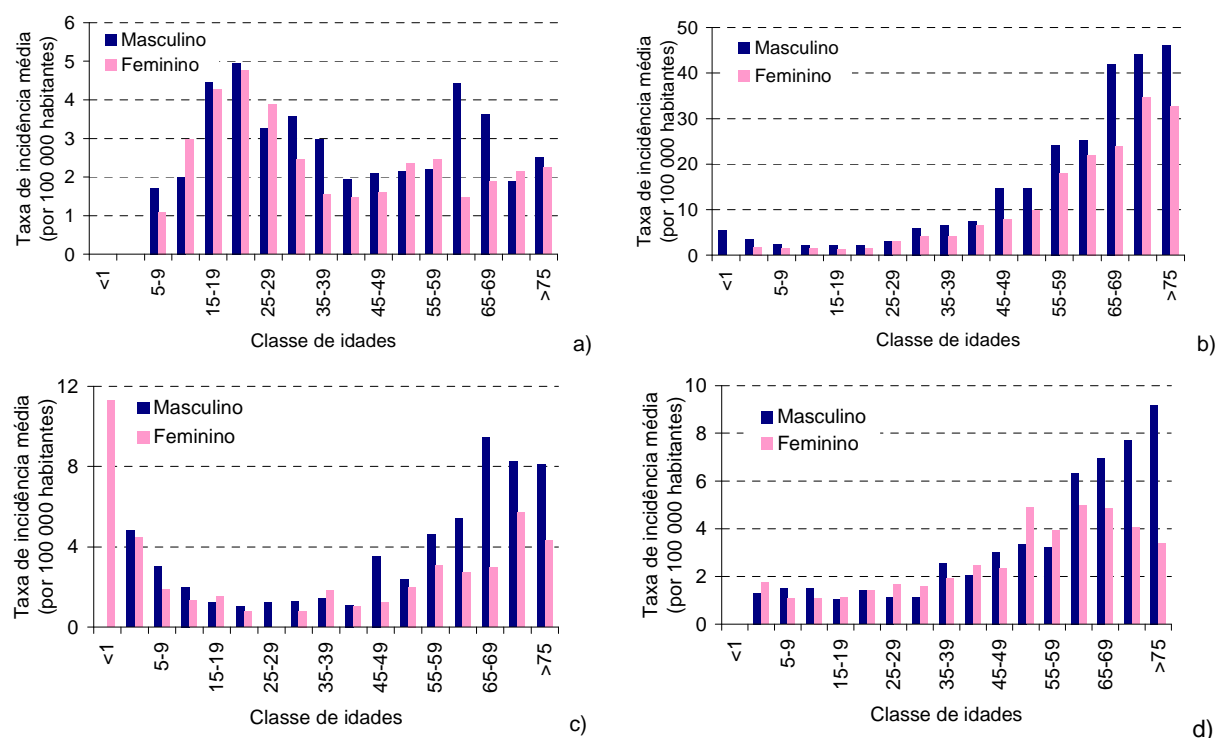 Taxa de incidência média
(por 100 000 habitantes)
6
5
4
3
2
1
0
Masculino
Feminino
<1
5-9
15-19
25-29
35-39
45-49
55-59
65-69
>75
Classe de idades
a)
Taxa de incidência média
(por 100 000 habitantes)
50
40
30
20
10
0
Masculino
Feminino
<1
5-9
15-19
25-29
35-39
45-49
55-59
65-69
>75
Classe de idades
b)
Taxa de incidência média
(por 100 000 habitantes)
12
8
4
0
Masculino
Feminino
<1
5-9
15-19
25-29
35-39
45-49
55-59
65-69
>75
Classe de idades
c)
Taxa de incidência média
(por 100 000 habitantes)
10
8
6
4
2
0
Masculino
Feminino
<1
5-9
15-19
25-29
35-39
45-49
55-59
65-69
>75
Classe de idades
d)